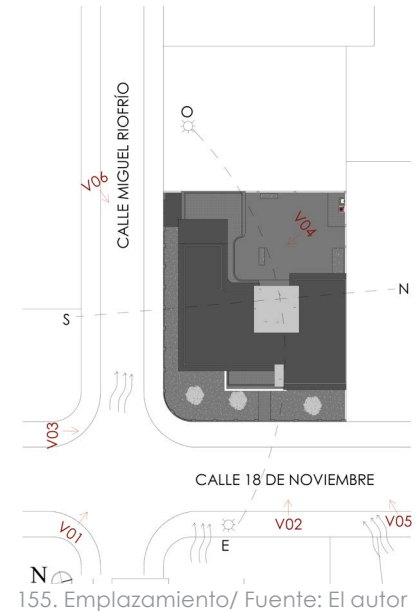 O
CALLE MIGUEL RIOFRÍO
V06
V04
S
N
V03
CALLE 18 DE NOVIEMBRE
V01
V02
V05
E
N
155. Emplazamiento/ Fuente: El autor